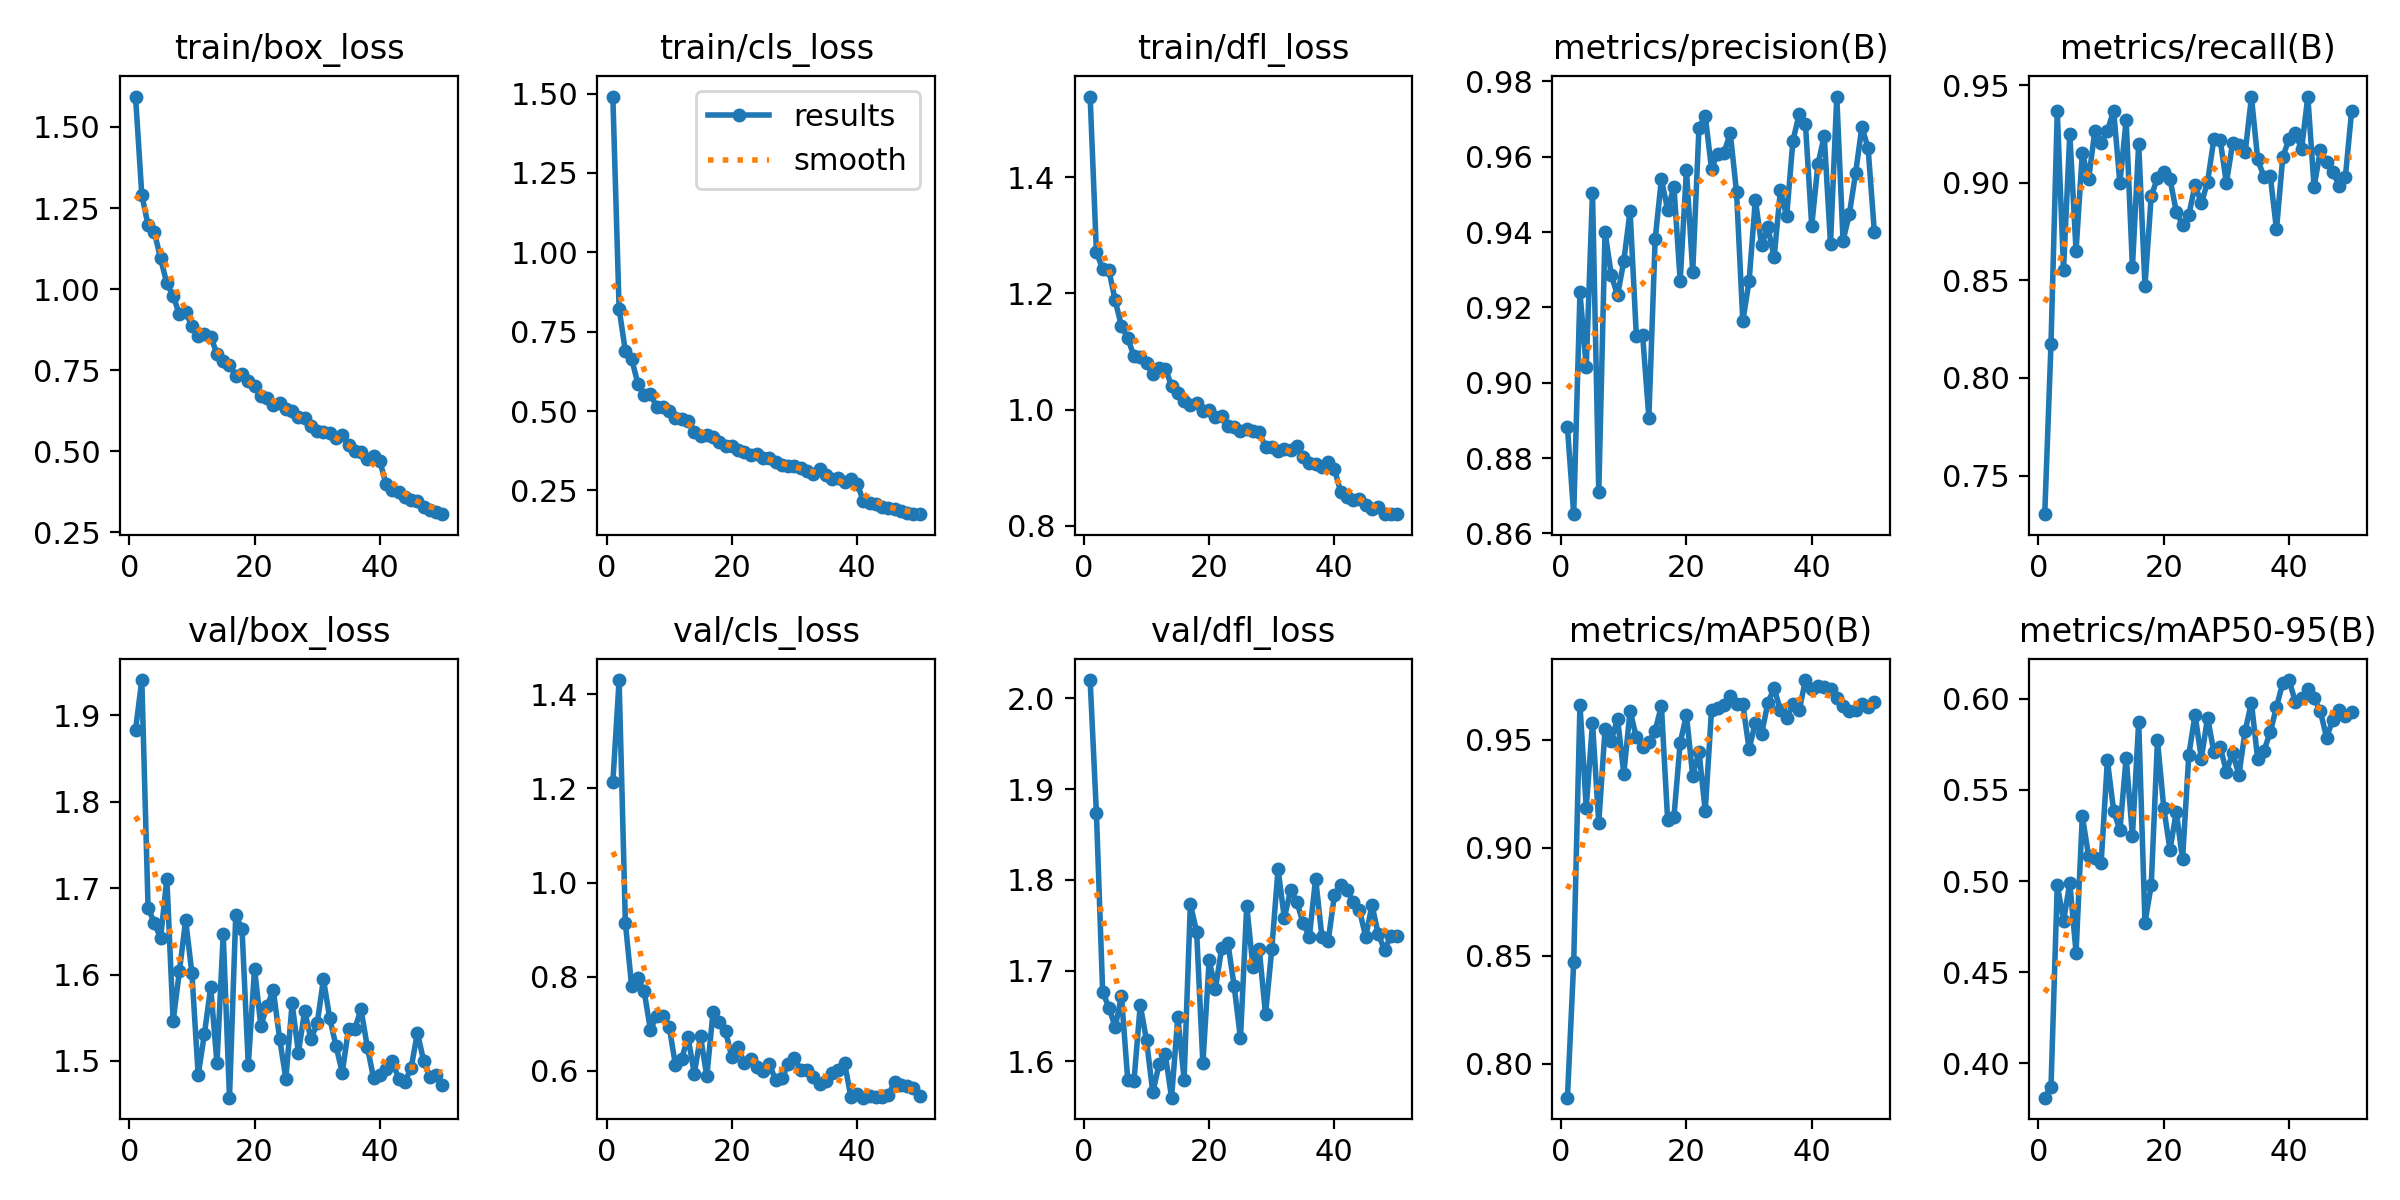 train/box_loss
1.50
1.25
1.00
0.75
0.50
0.25
0 20 40
train/cls_loss
results
smooth
1.50
1.25
1.00
0.75
0.50
0.25
0 20 40
train/dfl_loss
1.4
1.2
1.0
0.8
0 20 40
metrics/precision(B)
0.98
0.96
0.94
0.92
0.90
0.88
0.86
0 20 40
metrics/recall(B)
0.95
0.90
0.85
0.80
0.75
0 20 40
val/box_loss
1.9
1.8
1.7
1.6
1.5
0 20 40
val/cls_loss
1.4
1.2
1.0
0.8
0.6
0 20 40
val/dfl_loss
2.0
1.9
1.8
1.7
1.6
0 20 40
metrics/mAP50(B)
0.95
0.90
0.85
0.80
0 20 40
metrics/mAP50-95(B)
0.60
0.55
0.50
0.45
0.40
0 20 40